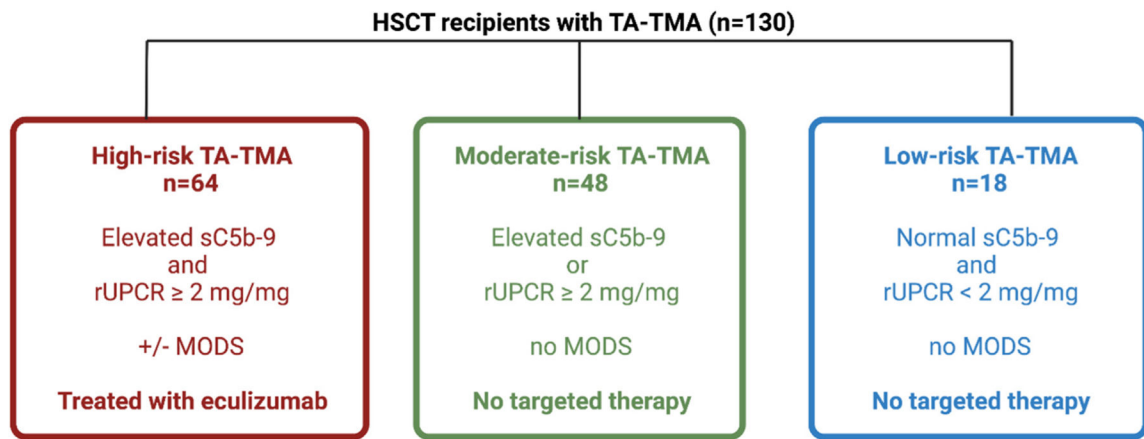 HSCT recipients with TA-TMA (n=130)
High-risk TA-TMA
n=64
Elevated sC5b-9
and
rUPCR ≥ 2 mg/mg
+/- MODS
Treated with eculizumab
Moderate-risk TA-TMA
n=48
Elevated sC5b-9
or
rUPCR ≥ 2 mg/mg
no MODS
No targeted therapy
Low-risk TA-TMA
n=18
Normal sC5b-9
and
rUPCR < 2 mg/mg
no MODS
No targeted therapy